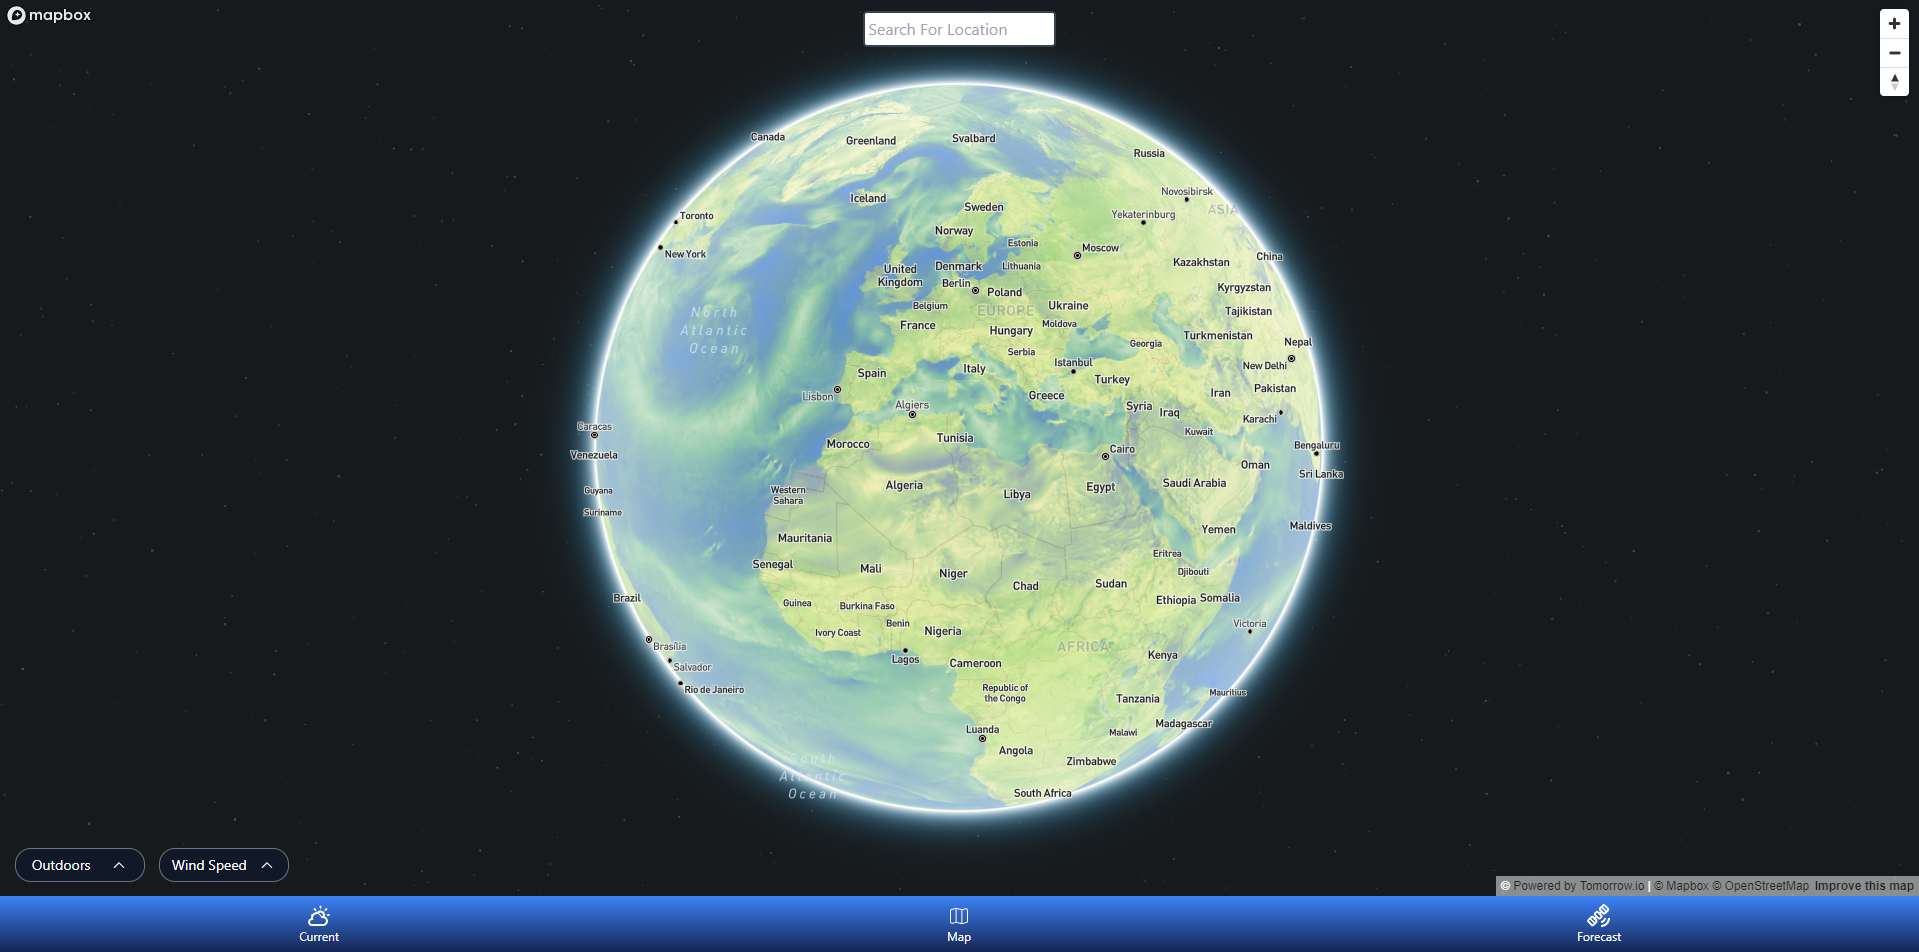 mapbox
Search For Location
Canada
Greenland
Svalbard
Russia
Novosibirsk
Iceland
Sweden
Yekaterinburg
ASIA
Toronto
Norway
Estonia
Moscow
New York
United
Kingdom
Denmark
Lithuania
Kazakhstan
China
Berlin
Poland
Kyrgyzstan
Belgium
Ukraine
EUROPE
Tajikistan
North
Atlantic
Ocean
France
Hungary
Moldova
Turkmenistan
Georgia
Nepal
Serbia
Istanbul
New Delhi
Spain
Italy
Turkey
Pakistan
Lisbon
Greece
Iran
Algiers
Syria
Iraq
Karachi
Caracas
Kuwait
Morocco
Tunisia
Cairo
Bengaluru
Venezuela
Oman
Sri Lanka
Guyana
Western
Sahara
Algeria
Libya
Egypt
Saudi Arabia
Suriname
Yemen
Maldives
Mauritania
Eritrea
Senegal
Mali
Niger
Djibouti
Chad
Sudan
Brazil
Guinea
Burkina Faso
Ethiopia
Somalia
Benin
Ivory Coast
Nigeria
Victoria
Brasília
AFRICA
Lagos
Cameroon
Kenya
Salvador
Rio de Janeiro
Republic of
the Congo
Tanzania
Mauritius
Luanda
Malawi
Madagascar
Angola
Zimbabwe
South
Atlantic
Ocean
South Africa
Outdoors
Wind Speed
© Powered by Tomorrow.io | © Mapbox © OpenStreetMap Improve this map
Current
Map
Forecast